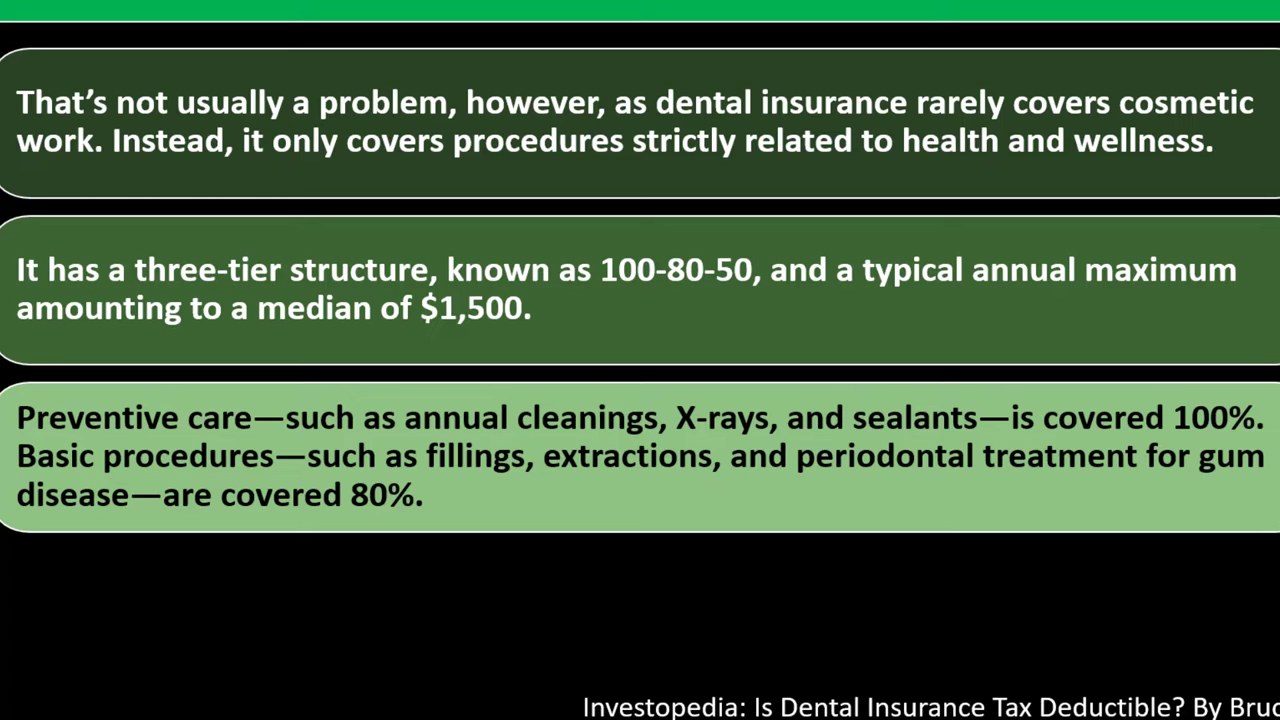 That’s not usually a problem, however, as dental insurance rarely covers cosmetic
work. Instead, it only covers procedures strictly related to health and wellness.
It has a three-tier structure, known as 100-80-50, and a typical annual maximum
amounting to a median of $1,500.
Preventive care—such as annual cleanings, X-rays, and sealants—is covered 100%.
Basic procedures—such as fillings, extractions, and periodontal treatment for gum
disease—are covered 80%.
Investopedia: Is Dental Insurance Tax Deductible? By